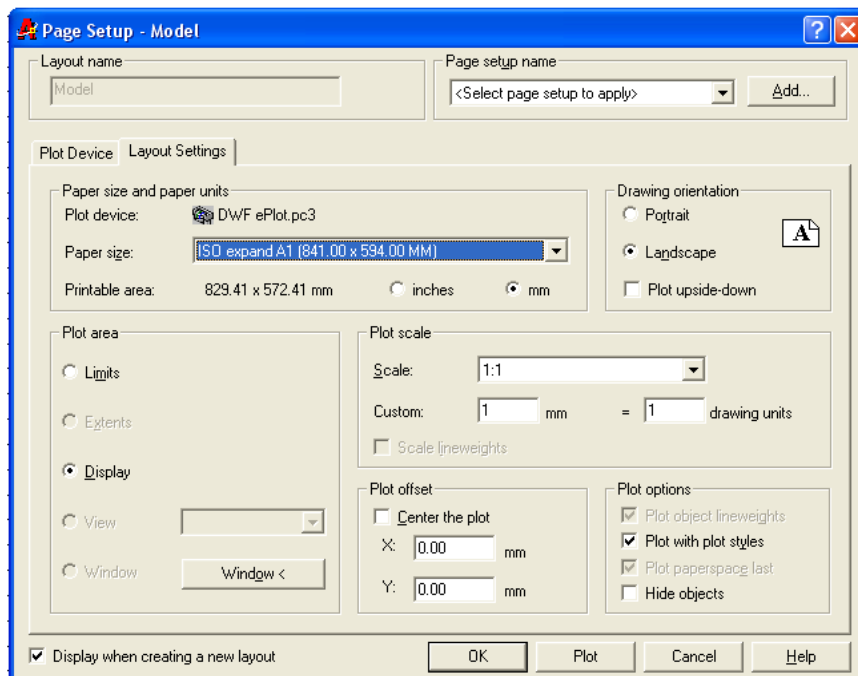 Page Setup - Model
Layout name
Model
Page setup name
<Select page setup to apply>
Add...
Plot Device
Layout Settings
Paper size and paper units
Plot device: DWF ePlot.pc3
Paper size: ISO expand A1 (841.00 x 594.00 MM)
Printable area: 829.41 x 572.41 mm inches mm
Drawing orientation
Portrait
Landscape
Plot upside-down
A
Plot area
Limits
Extents
Display
View
Window
Window <
Plot scale
Scale: 1:1
Custom: 1 mm = 1 drawing units
Scale lineweights
Plot offset
Center the plot
X: 0.00 mm
Y: 0.00 mm
Plot options
Plot object lineweights
Plot with plot styles
Plot paperspace last
Hide objects
Display when creating a new layout
OK
Plot
Cancel
Help